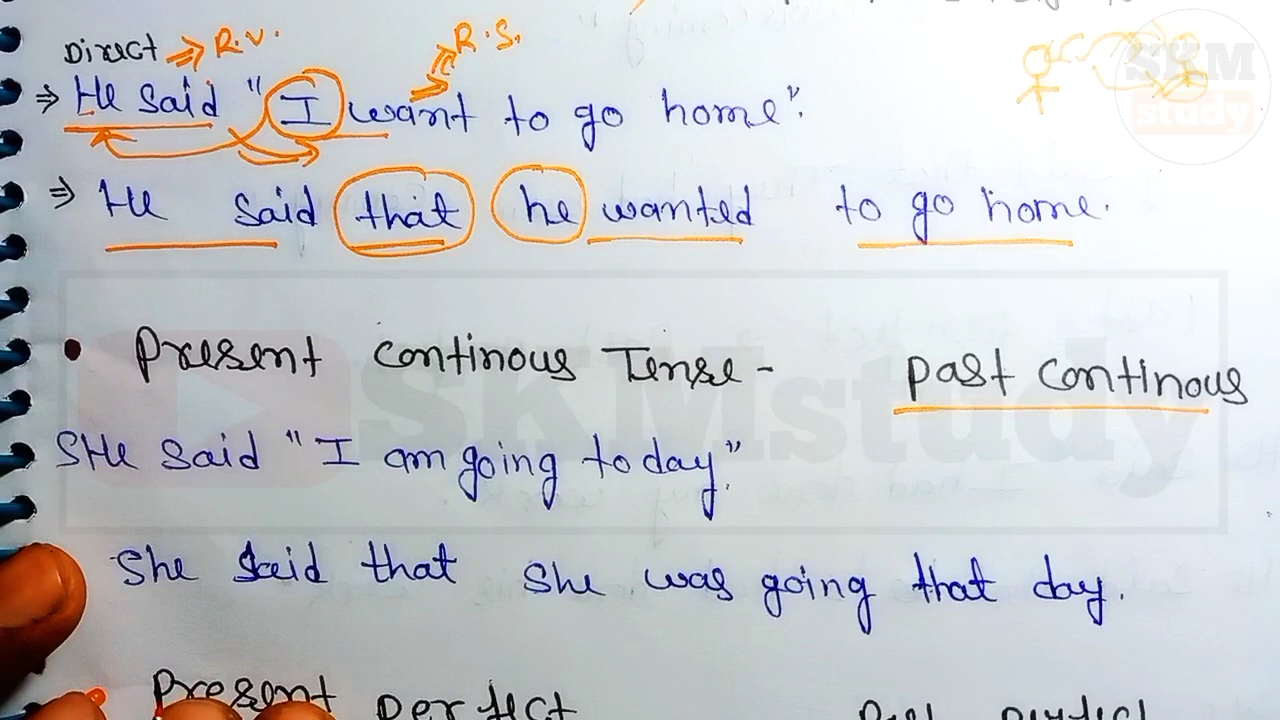 Direct ⇒ R.V.
R.S.
⇒ He said "I want to go home".
⇒ He said that he wanted to go home.
• Present Continous Tense - Past Continous
SHe said "I am going today".
She said that she was going that day.
Present perfect
SKM
study
SKMstudy